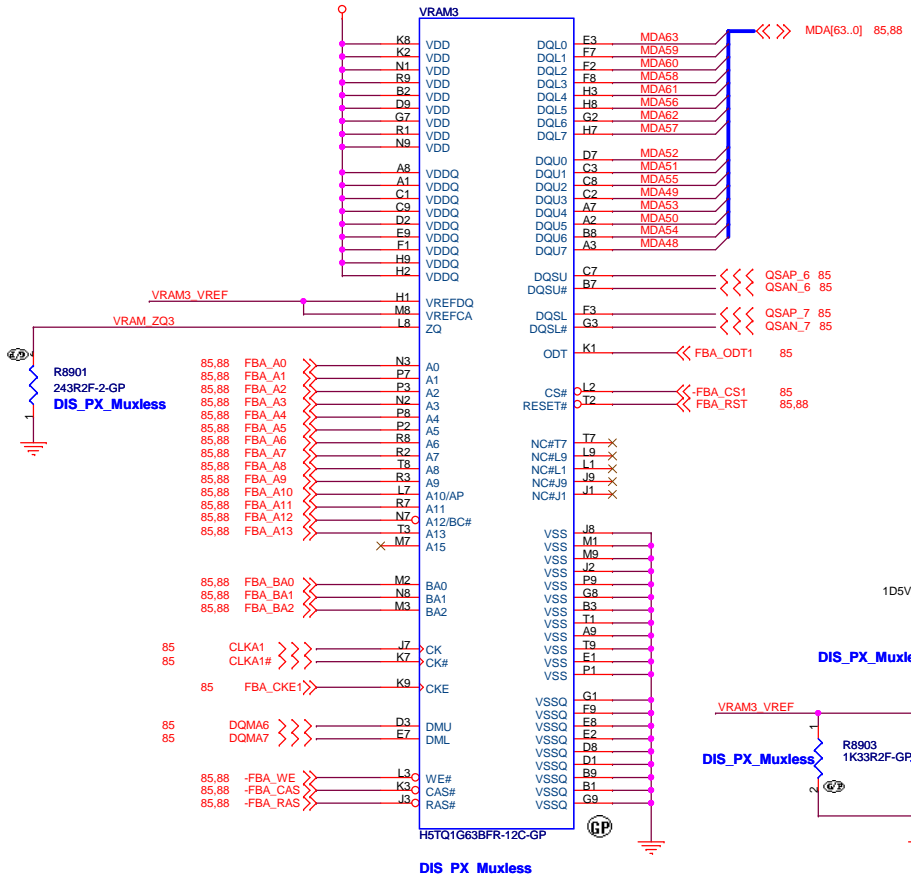 VRAM3
K8 VDD
K2 VDD
N1 VDD
R9 VDD
B2 VDD
D9 VDD
G7 VDD
R1 VDD
N9 VDD
A8 VDDQ
A1 VDDQ
C1 VDDQ
C9 VDDQ
D2 VDDQ
E9 VDDQ
F1 VDDQ
H9 VDDQ
H2 VDDQ
VRAM3_VREF H1 VREFDQ
M8 VREFCA
VRAM_ZQ3 L8 ZQ
R8901
243R2F-2-GP
DIS_PX_Muxless
1
85,88 FBA_A0 N3 A0
85,88 FBA_A1 P7 A1
85,88 FBA_A2 P3 A2
85,88 FBA_A3 N2 A3
85,88 FBA_A4 P8 A4
85,88 FBA_A5 P2 A5
85,88 FBA_A6 R8 A6
85,88 FBA_A7 R2 A7
85,88 FBA_A8 T8 A8
85,88 FBA_A9 R3 A9
85,88 FBA_A10 L7 A10/AP
85,88 FBA_A11 R7 A11
85,88 FBA_A12 N7 A12/BC#
85,88 FBA_A13 T3 A13
M7 A15
85,88 FBA_BA0 M2 BA0
85,88 FBA_BA1 N8 BA1
85,88 FBA_BA2 M3 BA2
85 CLKA1 J7 CK
85 CLKA1# K7 CK#
85 FBA_CKE1 K9 CKE
85 DQMA6 D3 DMU
85 DQMA7 E7 DML
85,88 -FBA_WE L3 WE#
85,88 -FBA_CAS K3 CAS#
85,88 -FBA_RAS J3 RAS#
DQL0 E3 MDA63
DQL1 F7 MDA59
DQL2 F2 MDA60
DQL3 F8 MDA58
DQL4 H3 MDA61
DQL5 H8 MDA56
DQL6 G2 MDA62
DQL7 H7 MDA57
MDA[63..0] 85,88
DQU0 D7 MDA52
DQU1 C3 MDA51
DQU2 C8 MDA55
DQU3 C2 MDA49
DQU4 A7 MDA53
DQU5 A2 MDA50
DQU6 B8 MDA54
DQU7 A3 MDA48
DQSU C7 QSAP_6 85
DQSU# B7 QSAN_6 85
DQSL F3 QSAP_7 85
DQSL# G3 QSAN_7 85
ODT K1 FBA_ODT1 85
CS# L2 -FBA_CS1 85
RESET# T2 FBA_RST 85,88
NC#T7 T7
NC#L9 L9
NC#L1 L1
NC#J9 J9
NC#J1 J1
VSS J8
VSS M1
VSS M9
VSS J2
VSS P9
VSS G8
VSS B3
VSS T1
VSS A9
VSS T9
VSS E1
VSS P1
VSSQ G1
VSSQ F9
VSSQ E8
VSSQ E2
VSSQ D8
VSSQ D1
VSSQ B9
VSSQ B1
VSSQ G9
H5TQ1G63BFR-12C-GP
GP
DIS_PX_Muxless
1D5V
DIS_PX_Muxle
VRAM3_VREF
1
R8903
1K33R2F-GP
DIS_PX_Muxless
2